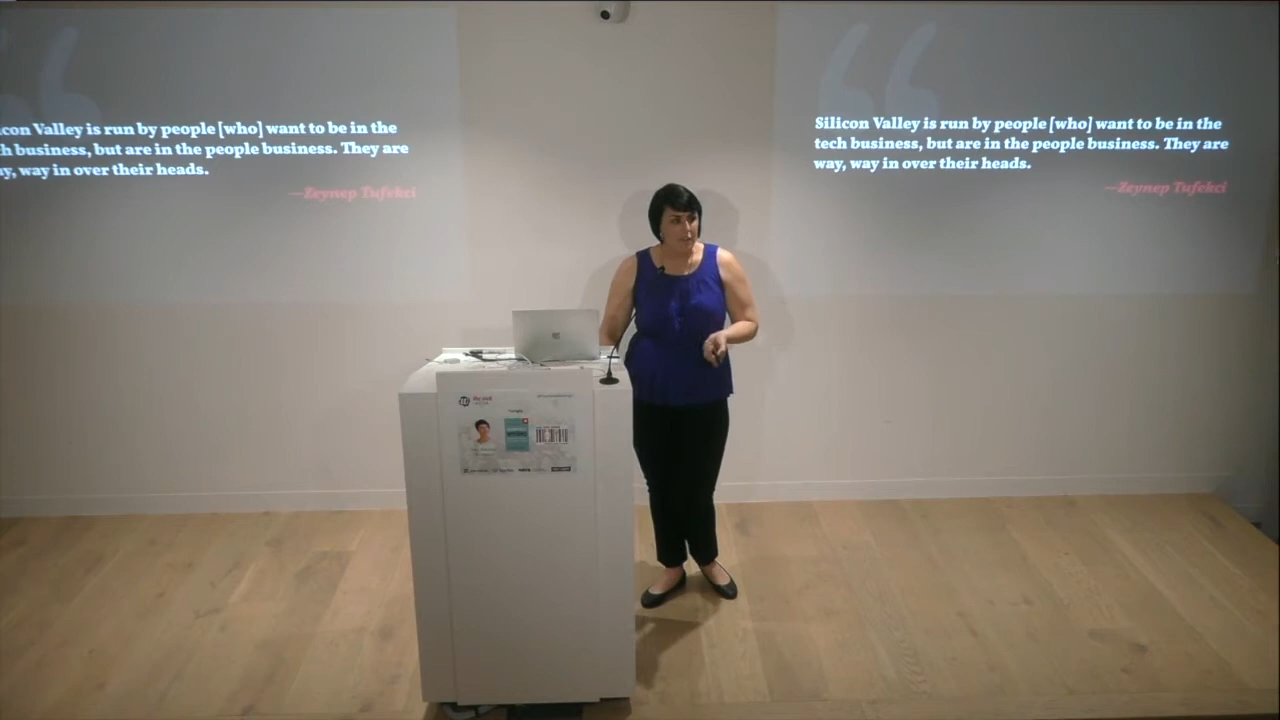 con Valley is run by people [who] want to be in the
h business, but are in the people business. They are
y, way in over their heads.
—Zeynep Tufekci
Silicon Valley is run by people [who] want to be in the
tech business, but are in the people business. They are
way, way in over their heads.
—Zeynep Tufekci